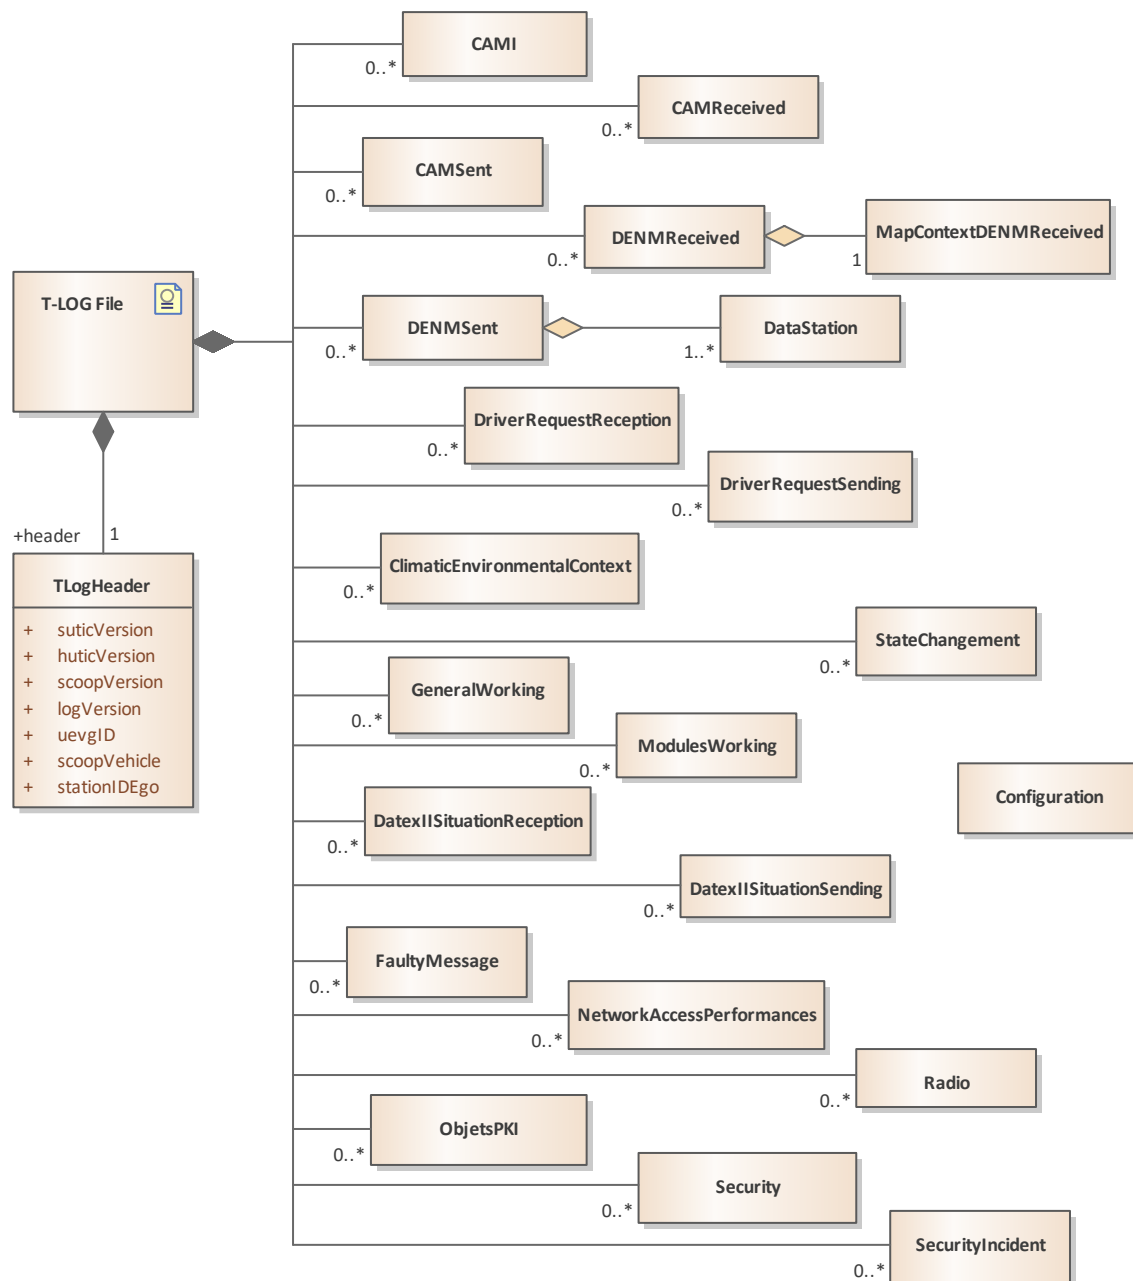 CAMI
0..*
CAMReceived
0..*
CAMSent
0..*
DENMReceived
0..*
MapContextDENMReceived
1
T-LOG File
DENMSent
0..*
DataStation
1..*
DriverRequestReception
0..*
DriverRequestSending
0..*
+header
1
TLogHeader
+ suticVersion
+ huticVersion
+ scoopVersion
+ logVersion
+ uevgID
+ scoopVehicle
+ stationIDEgo
ClimaticEnvironmentalContext
0..*
StateChangement
0..*
GeneralWorking
0..*
ModulesWorking
0..*
Configuration
DatexIISituationReception
0..*
DatexIISituationSending
0..*
FaultyMessage
0..*
NetworkAccessPerformances
0..*
Radio
0..*
ObjetsPKI
0..*
Security
0..*
SecurityIncident
0..*